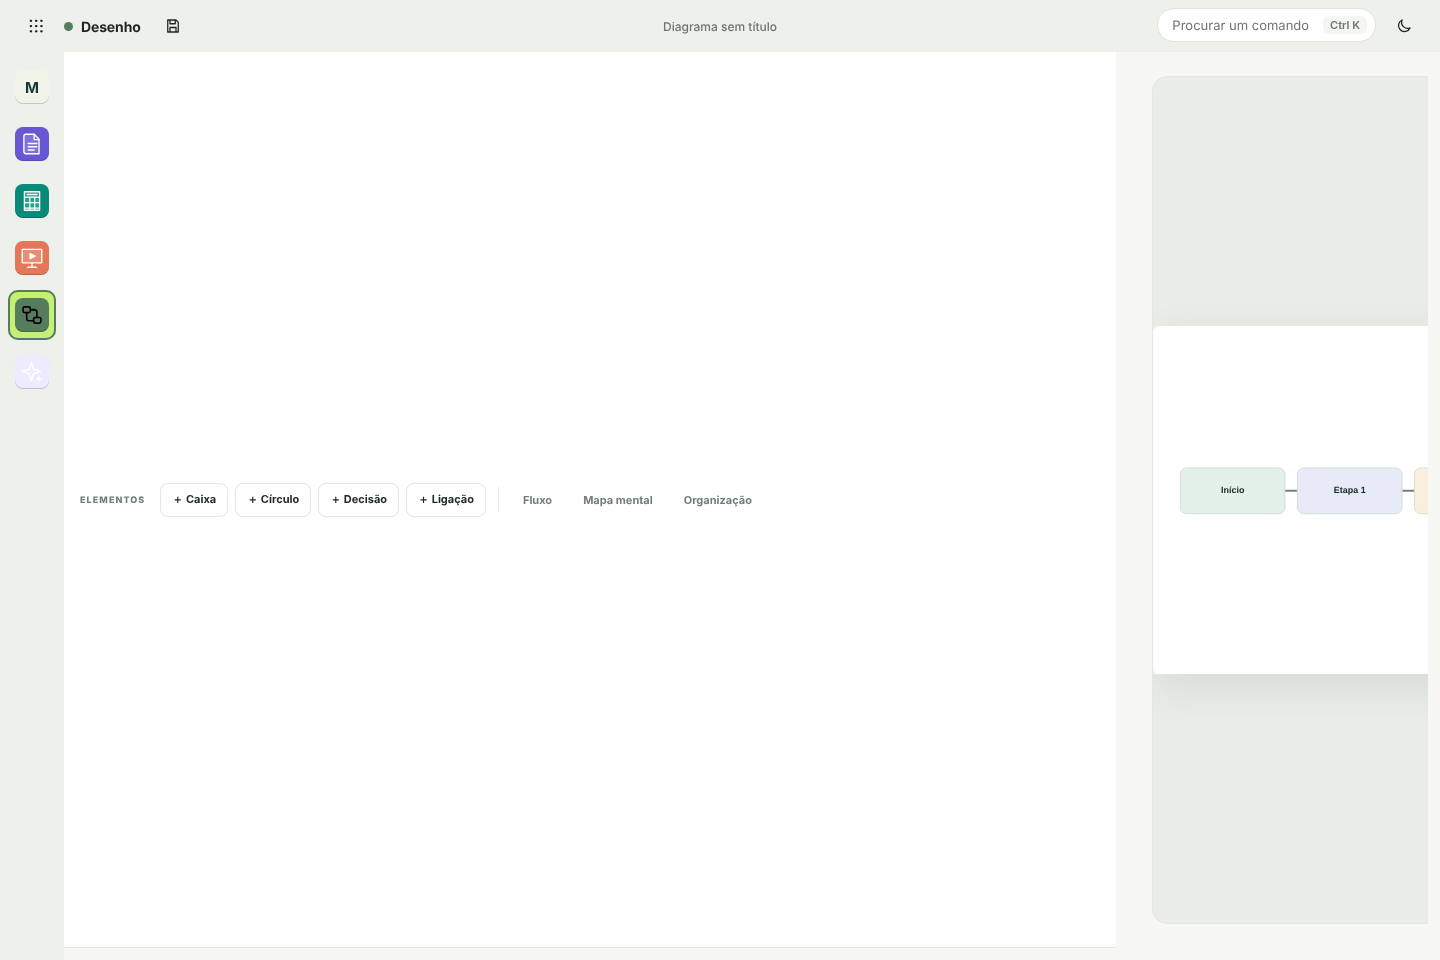 Desenho
Diagrama sem título
Procurar um comando Ctrl K
M
ELEMENTOS + Caixa + Círculo + Decisão + Ligação Fluxo Mapa mental Organização
Início Etapa 1